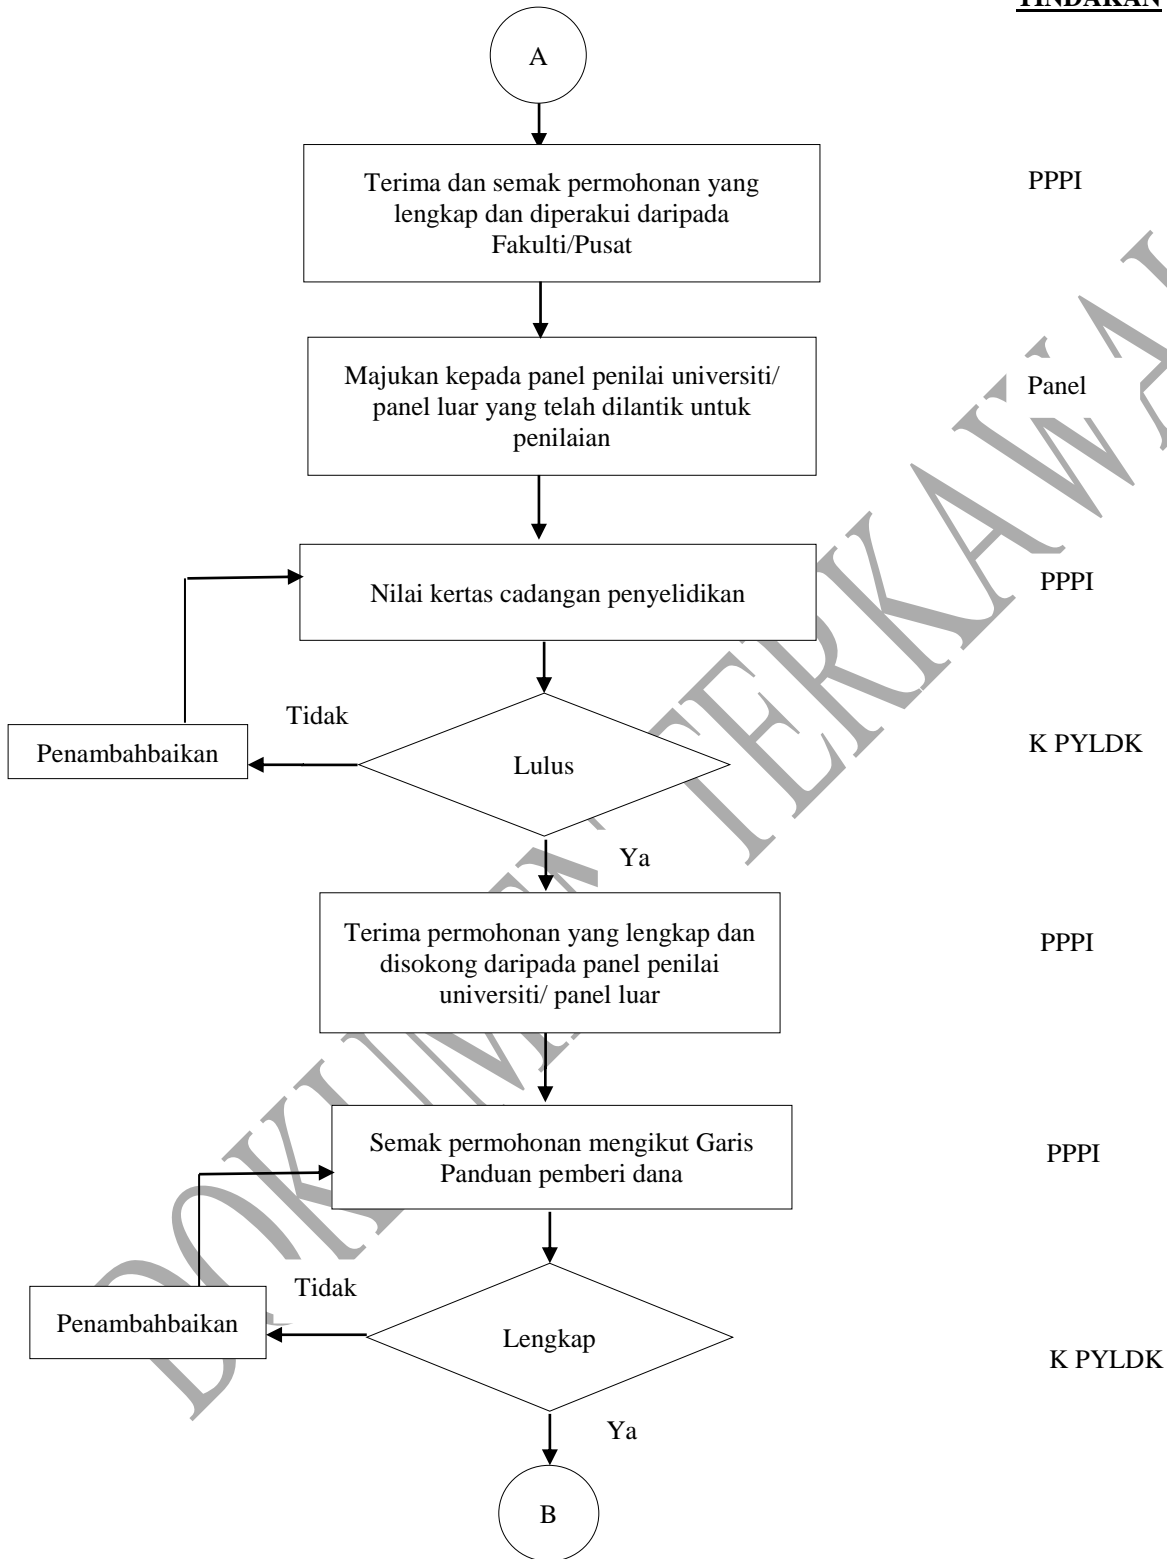 TINDAKAN
A
Terima dan semak permohonan yang
lengkap dan diperakui daripada
Fakulti/Pusat
PPPI
Majukan kepada panel penilai universiti/
panel luar yang telah dilantik untuk
penilaian
Panel
Nilai kertas cadangan penyelidikan
PPPI
Tidak
Penambahbaikan
Lulus
K PYLDK
Ya
Terima permohonan yang lengkap dan
disokong daripada panel penilai
universiti/ panel luar
PPPI
Semak permohonan mengikut Garis
Panduan pemberi dana
PPPI
Tidak
Penambahbaikan
Lengkap
K PYLDK
Ya
B
DOKUMEN TERKAWAL